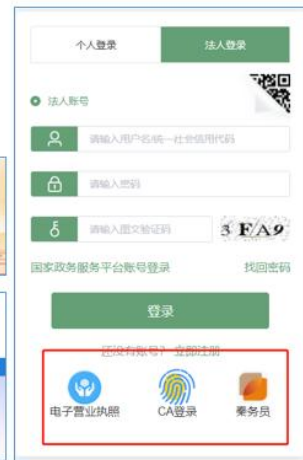 个人登录
法人登录
法人账号
请输入用户名/统一社会信用代码
请输入密码
请输入图文验证码
3 EA9
国家政务服务平台账号登录
找回密码
登录
还没有账号？ 立即注册
电子营业执照
CA登录
秦务员